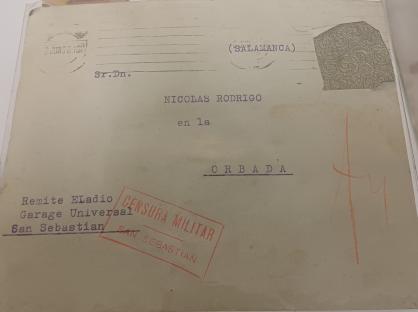 (SALAMANCA)
Sr.Dn.
NICOLAS RODRIGO
en la
ORBADA
Remite ELadio
Garage Universal
San Sebastian
CENSURA MILITAR
SAN SEBASTIAN